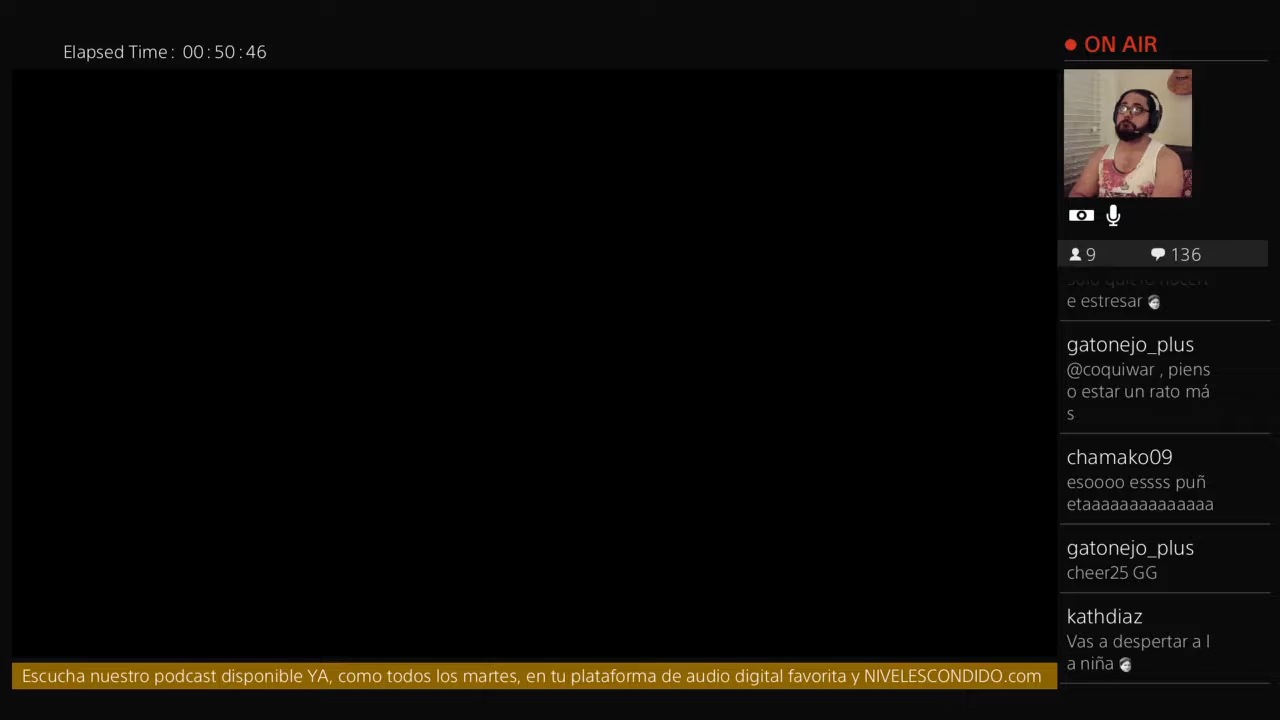 Elapsed Time: 00:50:46
ON AIR
9 136
e estresar
gatonejo_plus
@coquiwar , piens
o estar un rato má
s
chamako09
esoooo essss puñ
etaaaaaaaaaaaaaa
gatonejo_plus
cheer25 GG
kathdiaz
Vas a despertar a l
a niña
Escucha nuestro podcast disponible YA, como todos los martes, en tu plataforma de audio digital favorita y NIVELESCONDIDO.com